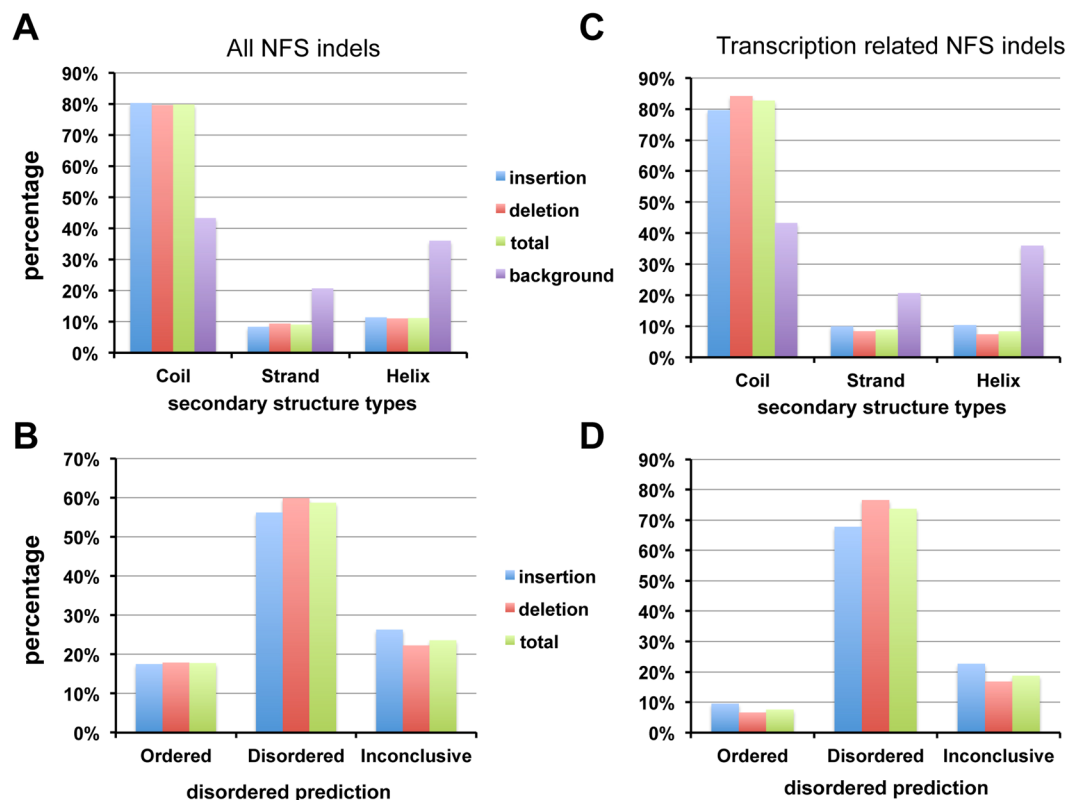 A
All NFS indels
90%
80%
70%
60%
50%
40%
30%
20%
10%
0%
percentage
Coil Strand Helix
secondary structure types
insertion
deletion
total
background
C
Transcription related NFS indels
90%
80%
70%
60%
50%
40%
30%
20%
10%
0%
Coil Strand Helix
secondary structure types
B
70%
60%
50%
40%
30%
20%
10%
0%
percentage
Ordered Disordered Inconclusive
disordered prediction
insertion
deletion
total
D
90%
80%
70%
60%
50%
40%
30%
20%
10%
0%
Ordered Disordered Inconclusive
disordered prediction